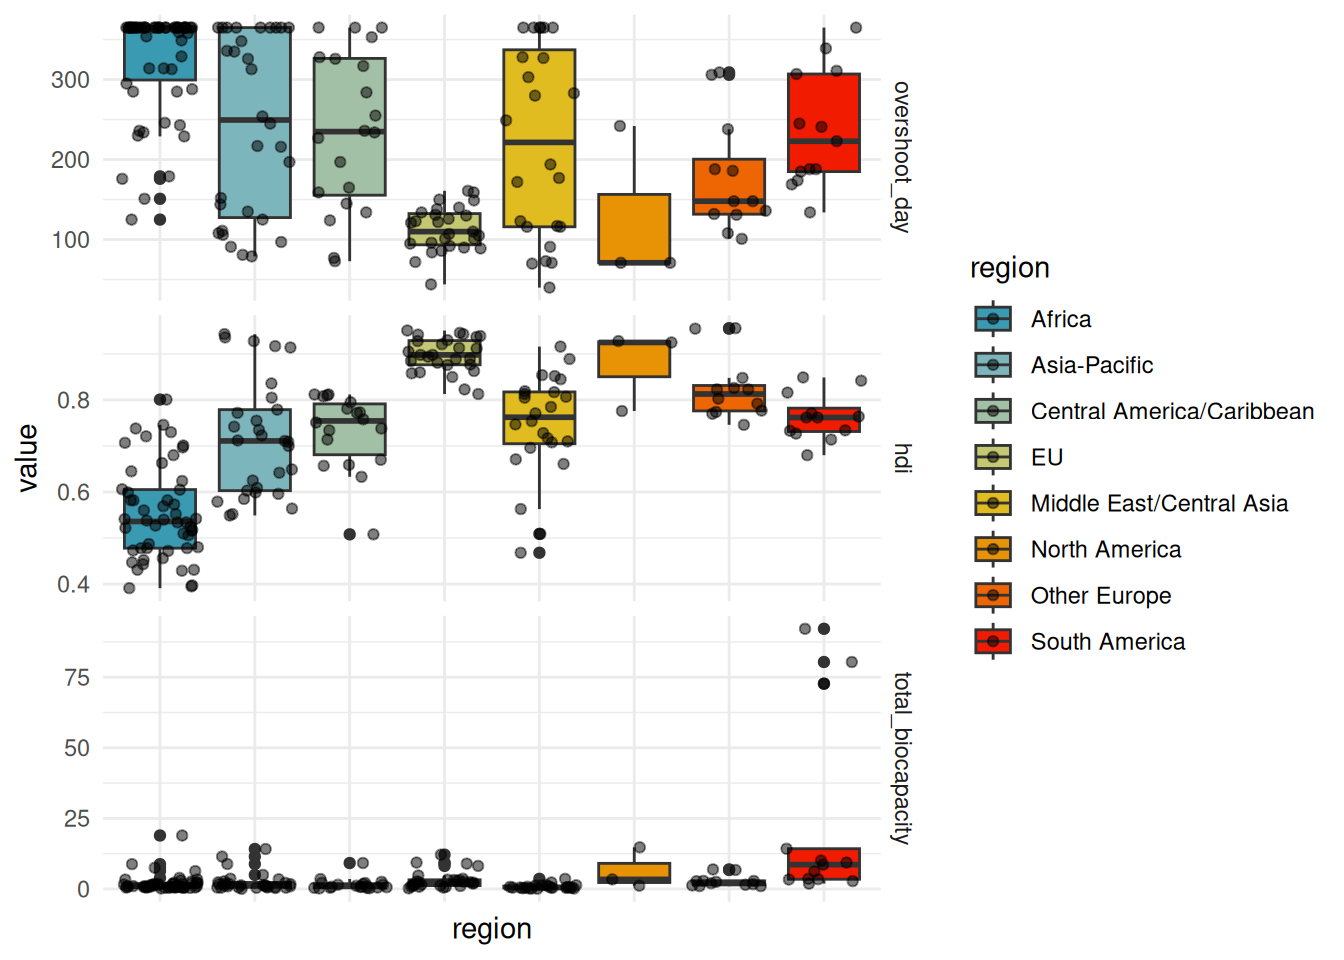 300
200
100
overshoot_day
0.8
0.6
0.4
hdi
value
75
50
25
0
total_biocapacity
region
region
Africa
Asia-Pacific
Central America/Caribbean
EU
Middle East/Central Asia
North America
Other Europe
South America